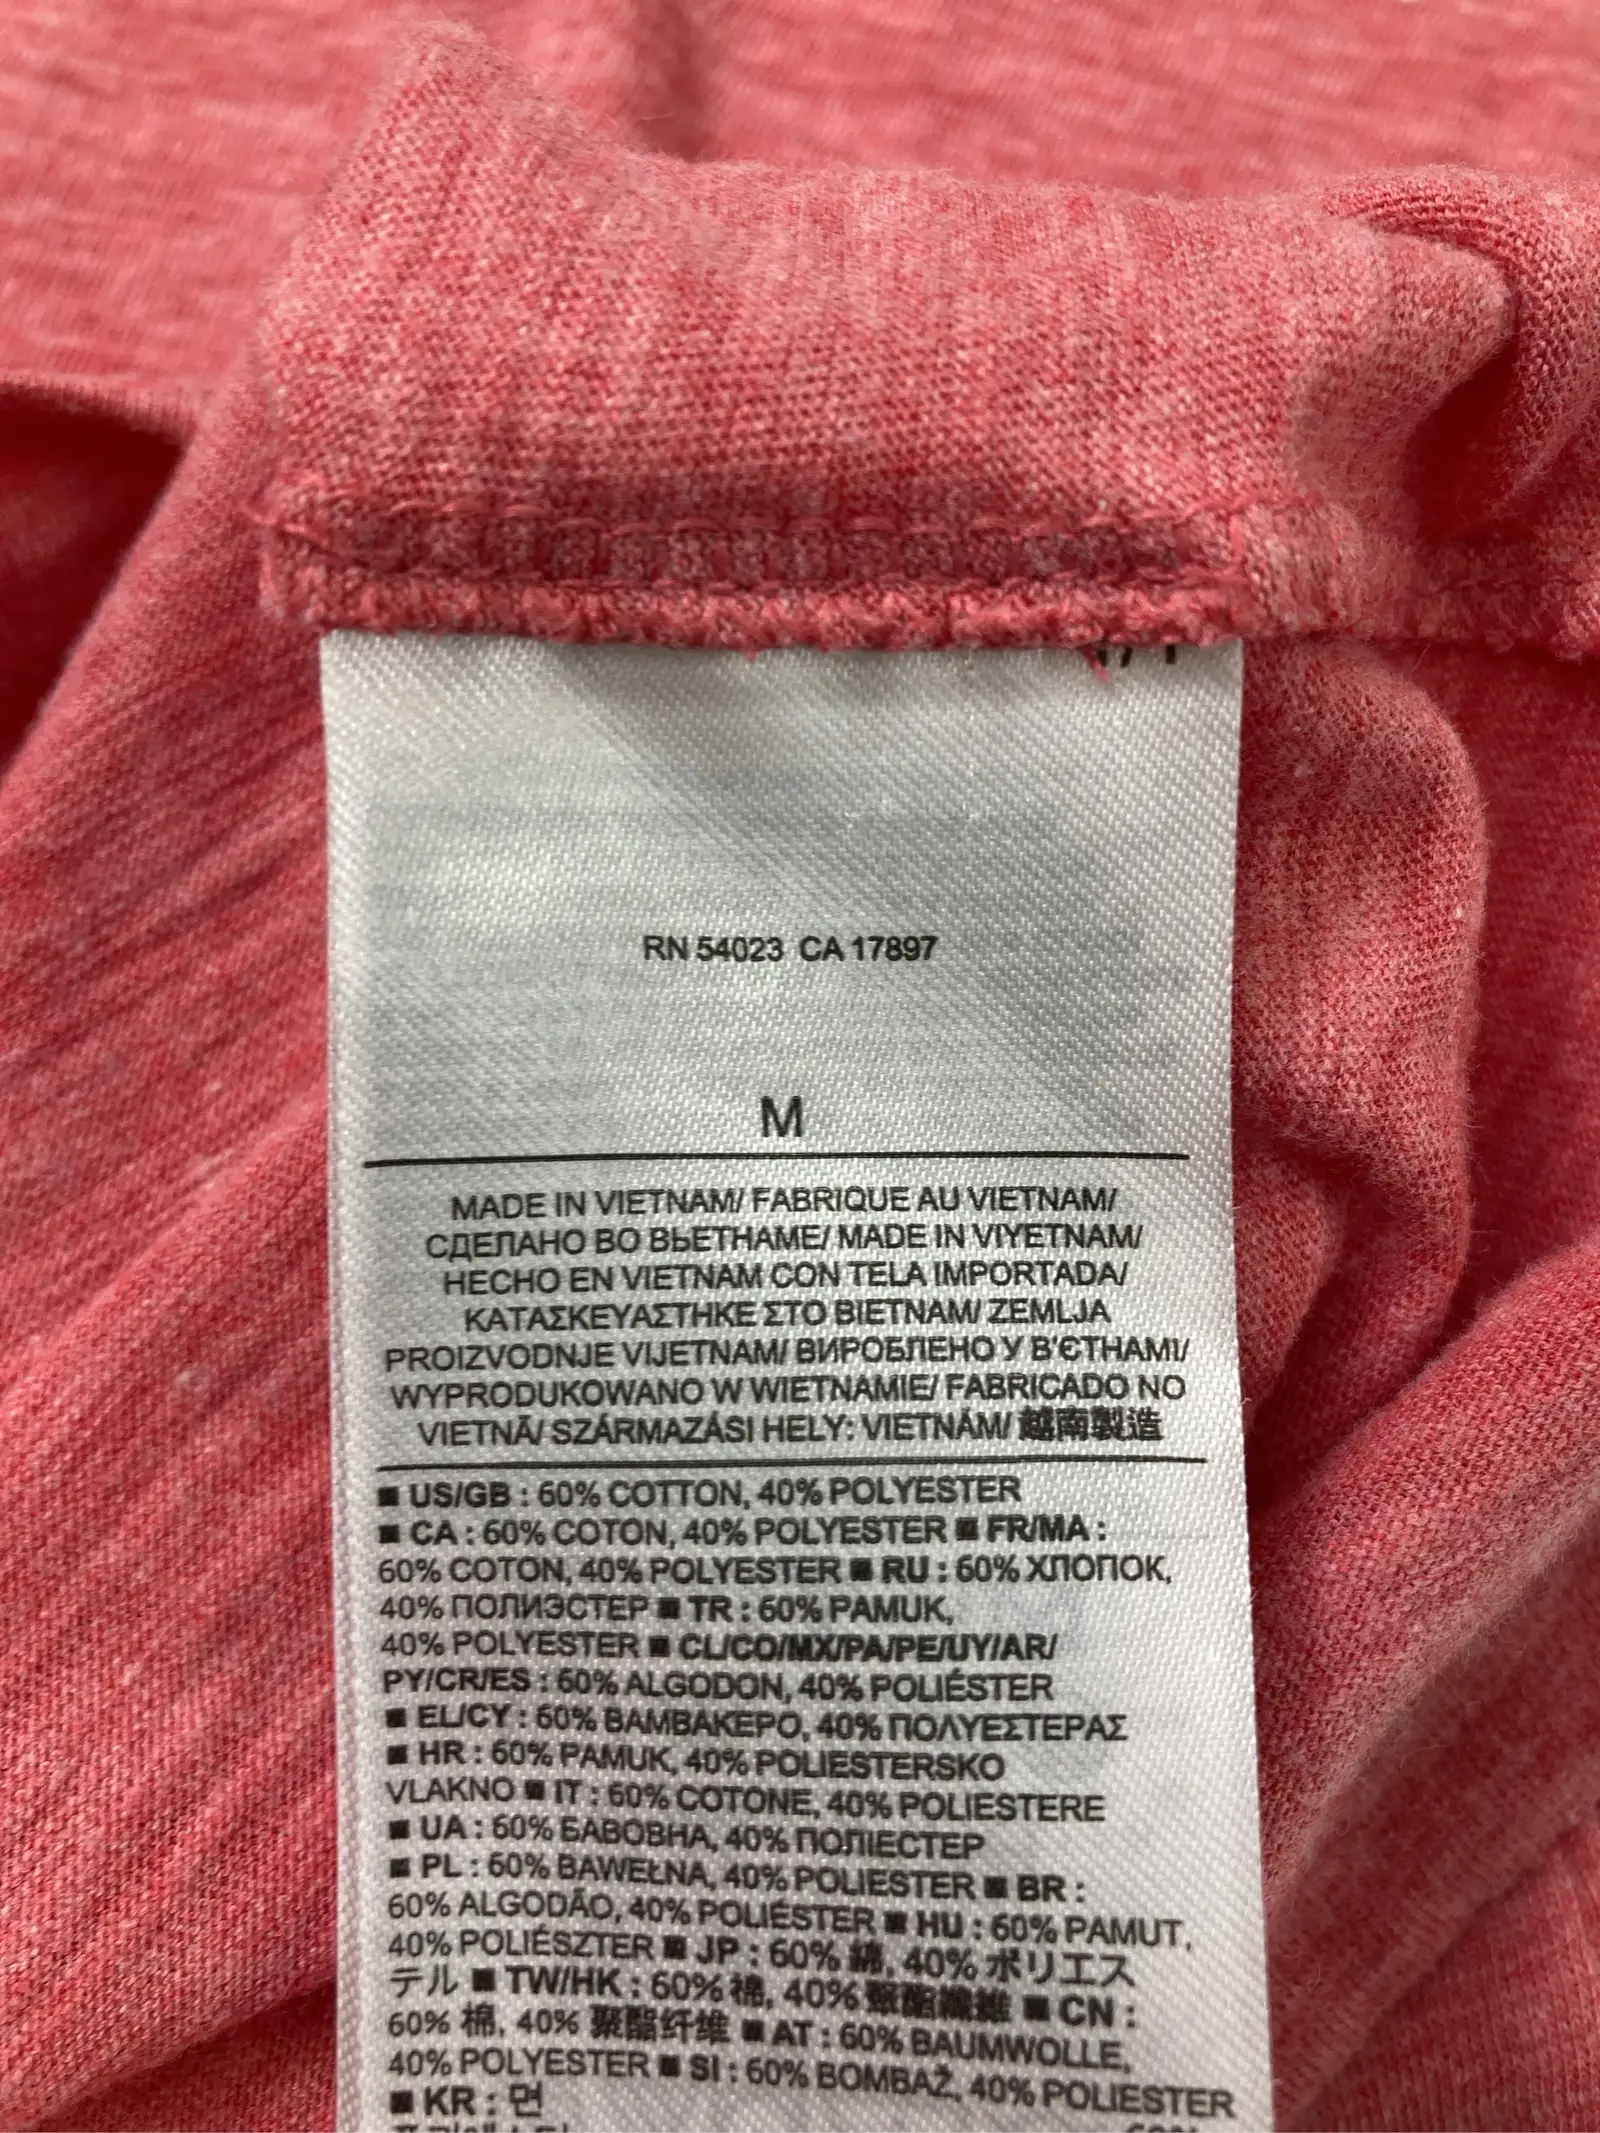 RN 54023 CA 17897
M
MADE IN VIETNAM/ FABRIQUE AU VIETNAM/
СДЕЛАНО ВО ВЬЕТНАМЕ/ MADE IN VIYETNAM/
HECHO EN VIETNAM CON TELA IMPORTADA/
ΚΑΤΑΣΚΕΥΑΣΤΗΚΕ ΣΤΟ ΒΙΕΤΝΑΜ/ ZEMLJA
PROIZVODNJE VIJETNAM/ ВИРОБЛЕНО У В'ЄТНАМІ/
WYPRODUKOWANO W WIETNAMIE/ FABRICADO NO
VIETNÃ/ SZÁRMAZÁSI HELY: VIETNÁM/ 越南製造
■ US/GB : 60% COTTON, 40% POLYESTER
■ CA : 60% COTON, 40% POLYESTER ■ FR/MA :
60% COTON, 40% POLYESTER ■ RU : 60% ХЛОПОК,
40% ПОЛИЭСТЕР ■ TR : 60% PAMUK,
40% POLYESTER ■ CL/CO/MX/PA/PE/UY/AR/
PY/CR/ES : 60% ALGODON, 40% POLIÉSTER
■ EL/CY : 60% ΒΑΜΒΑΚΕΡΟ, 40% ΠΟΛΥΕΣΤΕΡΑΣ
■ HR : 60% PAMUK, 40% POLIESTERSKO
VLAKNO ■ IT : 60% COTONE, 40% POLIESTERE
■ UA : 60% БАВОВНА, 40% ПОЛІЕСТЕР
■ PL : 60% BAWEŁNA, 40% POLIESTER ■ BR :
60% ALGODÃO, 40% POLIÉSTER ■ HU : 60% PAMUT,
40% POLIÉSZTER ■ JP : 60% 綿, 40% ポリエス
テル ■ TW/HK : 60% 棉, 40% 聚酯纖維 ■ CN :
60% 棉, 40% 聚酯纤维 ■ AT : 60% BAUMWOLLE,
40% POLYESTER ■ SI : 60% BOMBAŽ, 40% POLIESTER
■ KR : 면